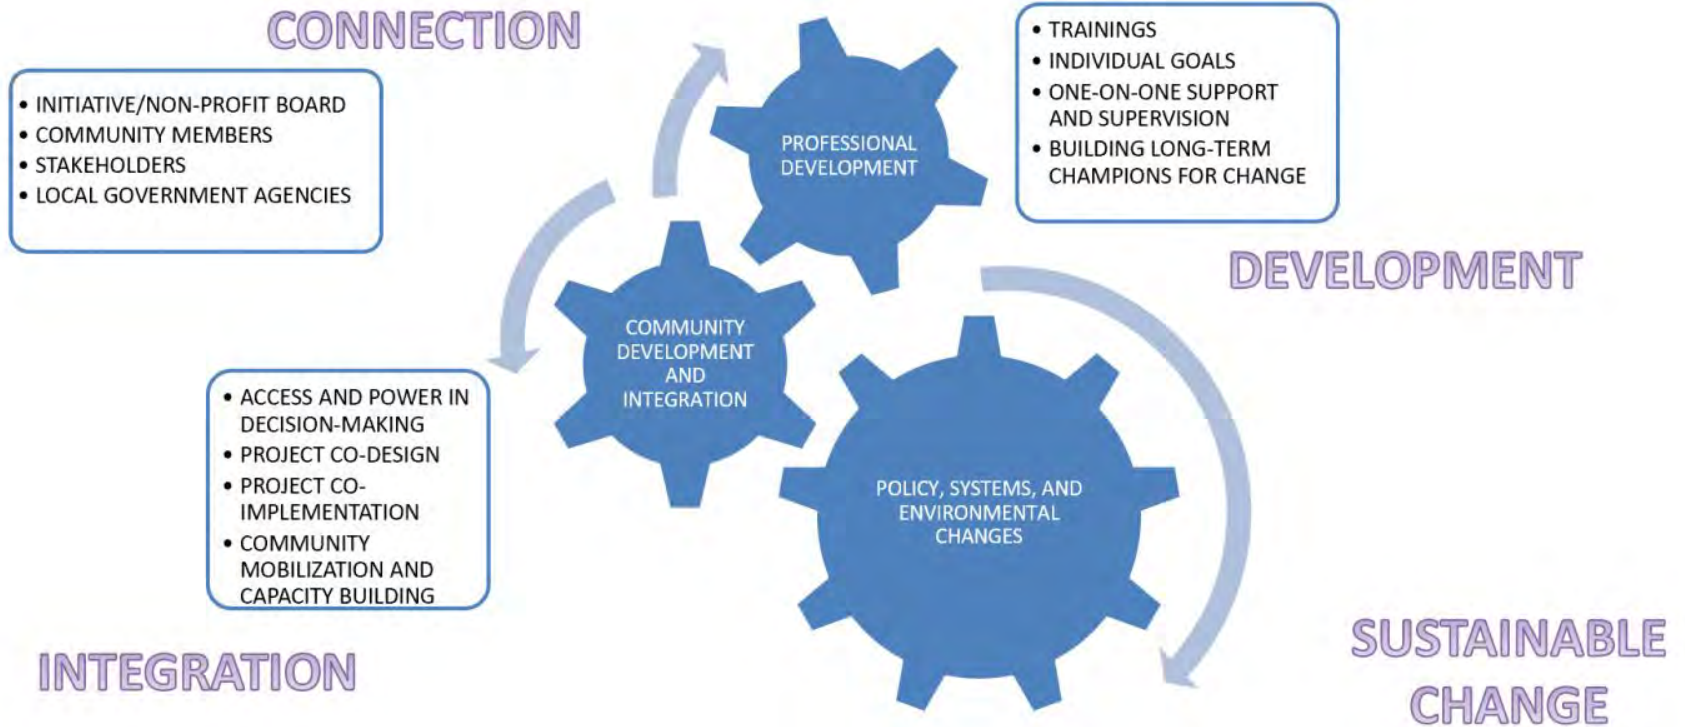 CONNECTION
• INITIATIVE/NON-PROFIT BOARD
• COMMUNITY MEMBERS
• STAKEHOLDERS
• LOCAL GOVERNMENT AGENCIES
PROFESSIONAL
DEVELOPMENT
• TRAININGS
• INDIVIDUAL GOALS
• ONE-ON-ONE SUPPORT
AND SUPERVISION
• BUILDING LONG-TERM
CHAMPIONS FOR CHANGE
DEVELOPMENT
COMMUNITY
DEVELOPMENT
AND
INTEGRATION
• ACCESS AND POWER IN
DECISION-MAKING
• PROJECT CO-DESIGN
• PROJECT CO-
IMPLEMENTATION
• COMMUNITY
MOBILIZATION AND
CAPACITY BUILDING
INTEGRATION
POLICY, SYSTEMS, AND
ENVIRONMENTAL
CHANGES
SUSTAINABLE
CHANGE